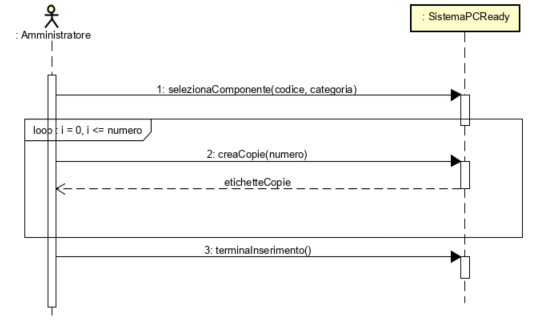 : Amministratore
: SistemaPCReady
1: selezionaComponente(codice, categoria)
loop : i = 0, i <= numero
2: creaCopie(numero)
etichetteCopie
3: terminaInserimento()